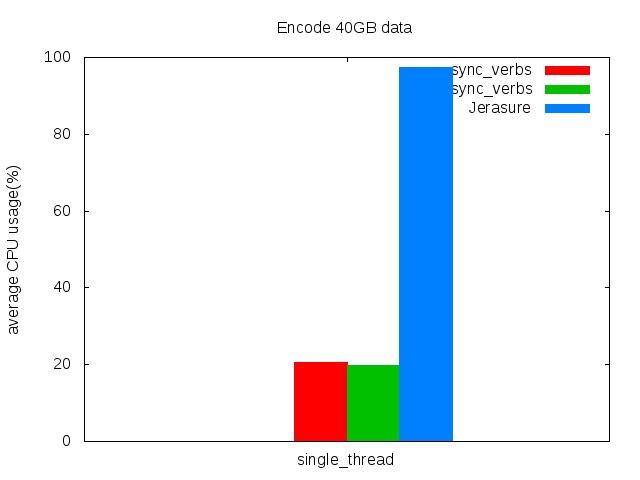 Encode 40GB data
100
80
60
40
20
0
average CPU usage(%)
sync_verbs
sync_verbs
Jerasure
single_thread